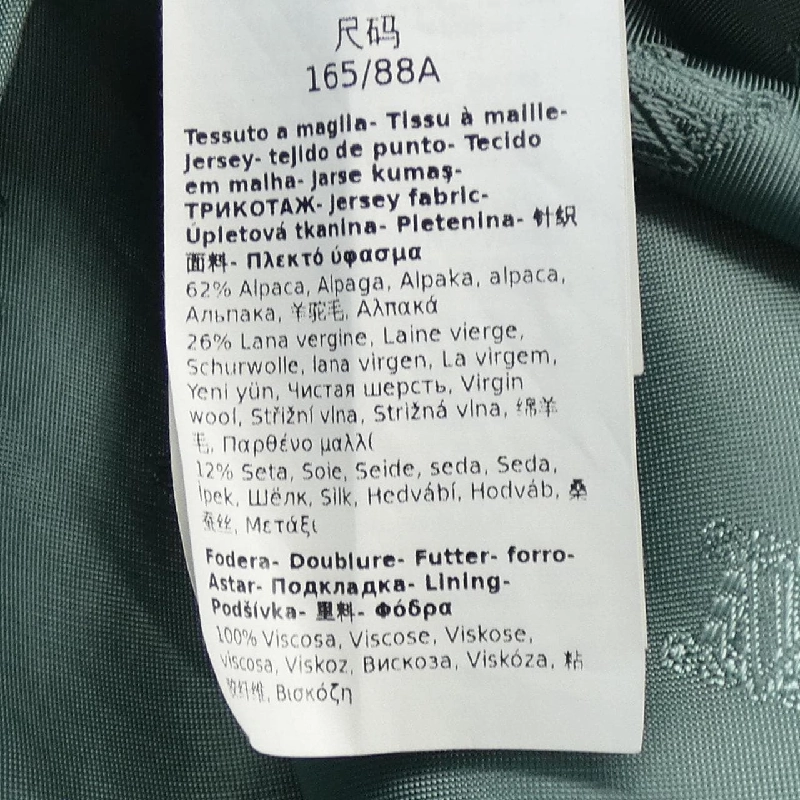 尺码
165/88A
Tessuto a maglia- Tissu à maille-
Jersey- tejido de punto- Tecido
em malha- Jarse kumaş-
ТРИКОТАЖ- Jersey fabric-
Úpletová tkanina- Pletenina- 针织
面料- Πλεκτό ύφασμα
62% Alpaca, Alpaga, Alpaka, alpaca,
Альпака, 羊驼毛, Αλπακά
26% Lana vergine, Laine vierge,
Schurwolle, lana virgen, La virgem,
Yeni yün, Чистая шерсть, Virgin
wool, Střižní vlna, Strižná vlna, 绵羊
毛, Παρθένο μαλλί
12% Seta, Soie, Seide, seda, Seda,
İpek, Шёлк, Silk, Hedvábí, Hodváb, 桑
蚕丝, Μετάξι
Fodera- Doublure- Futter- forro-
Astar- Подкладка- Lining-
Podšívka- 里料- Φόδρα
100% Viscosa, Viscose, Viskose,
viscosa, Viskoz, Вискоза, Viskóza, 粘
胶纤维, Βισκόζη